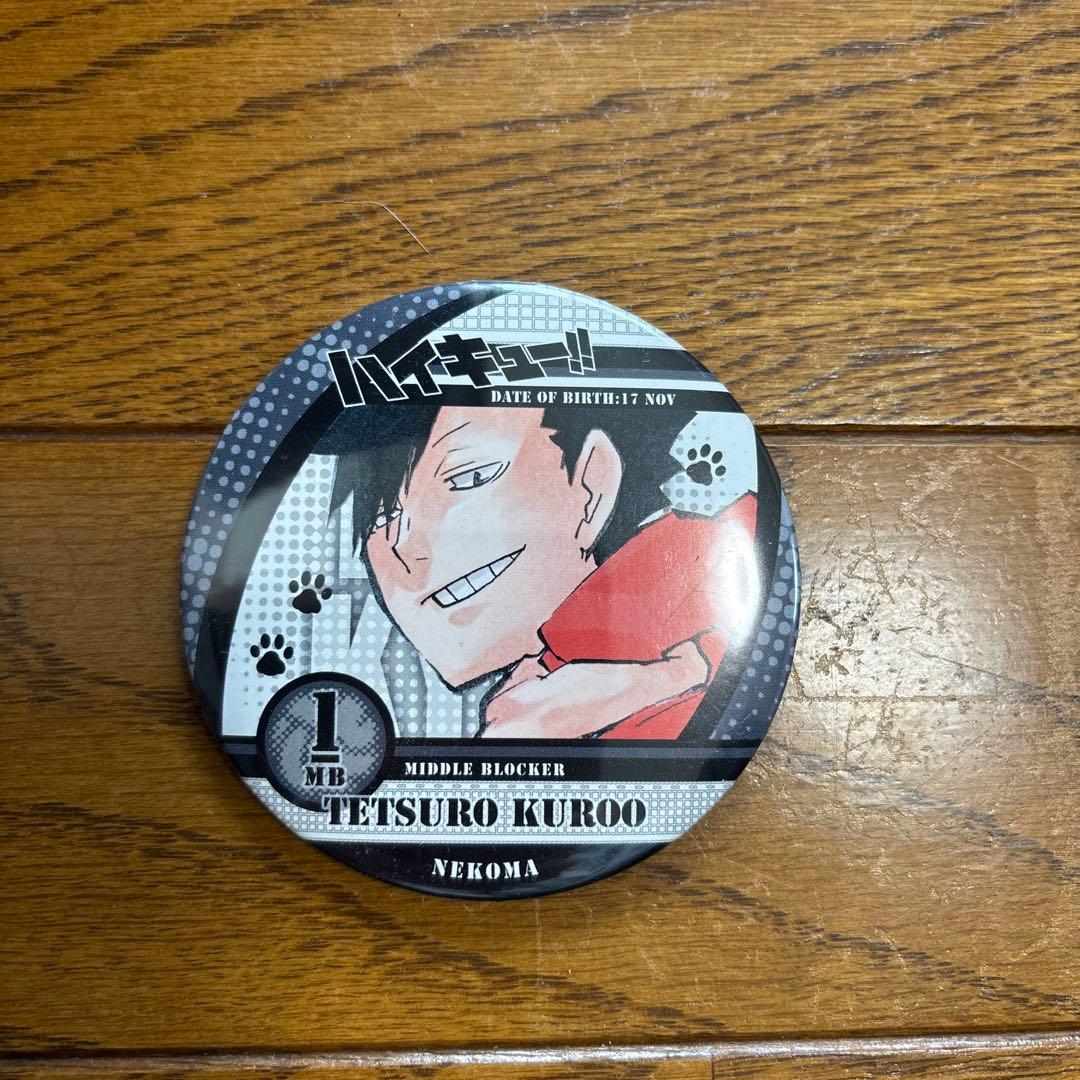 ハイキュー!!
DATE OF BIRTH:17 NOV
1
MB
MIDDLE BLOCKER
TETSURO KUROO
NEKOMA